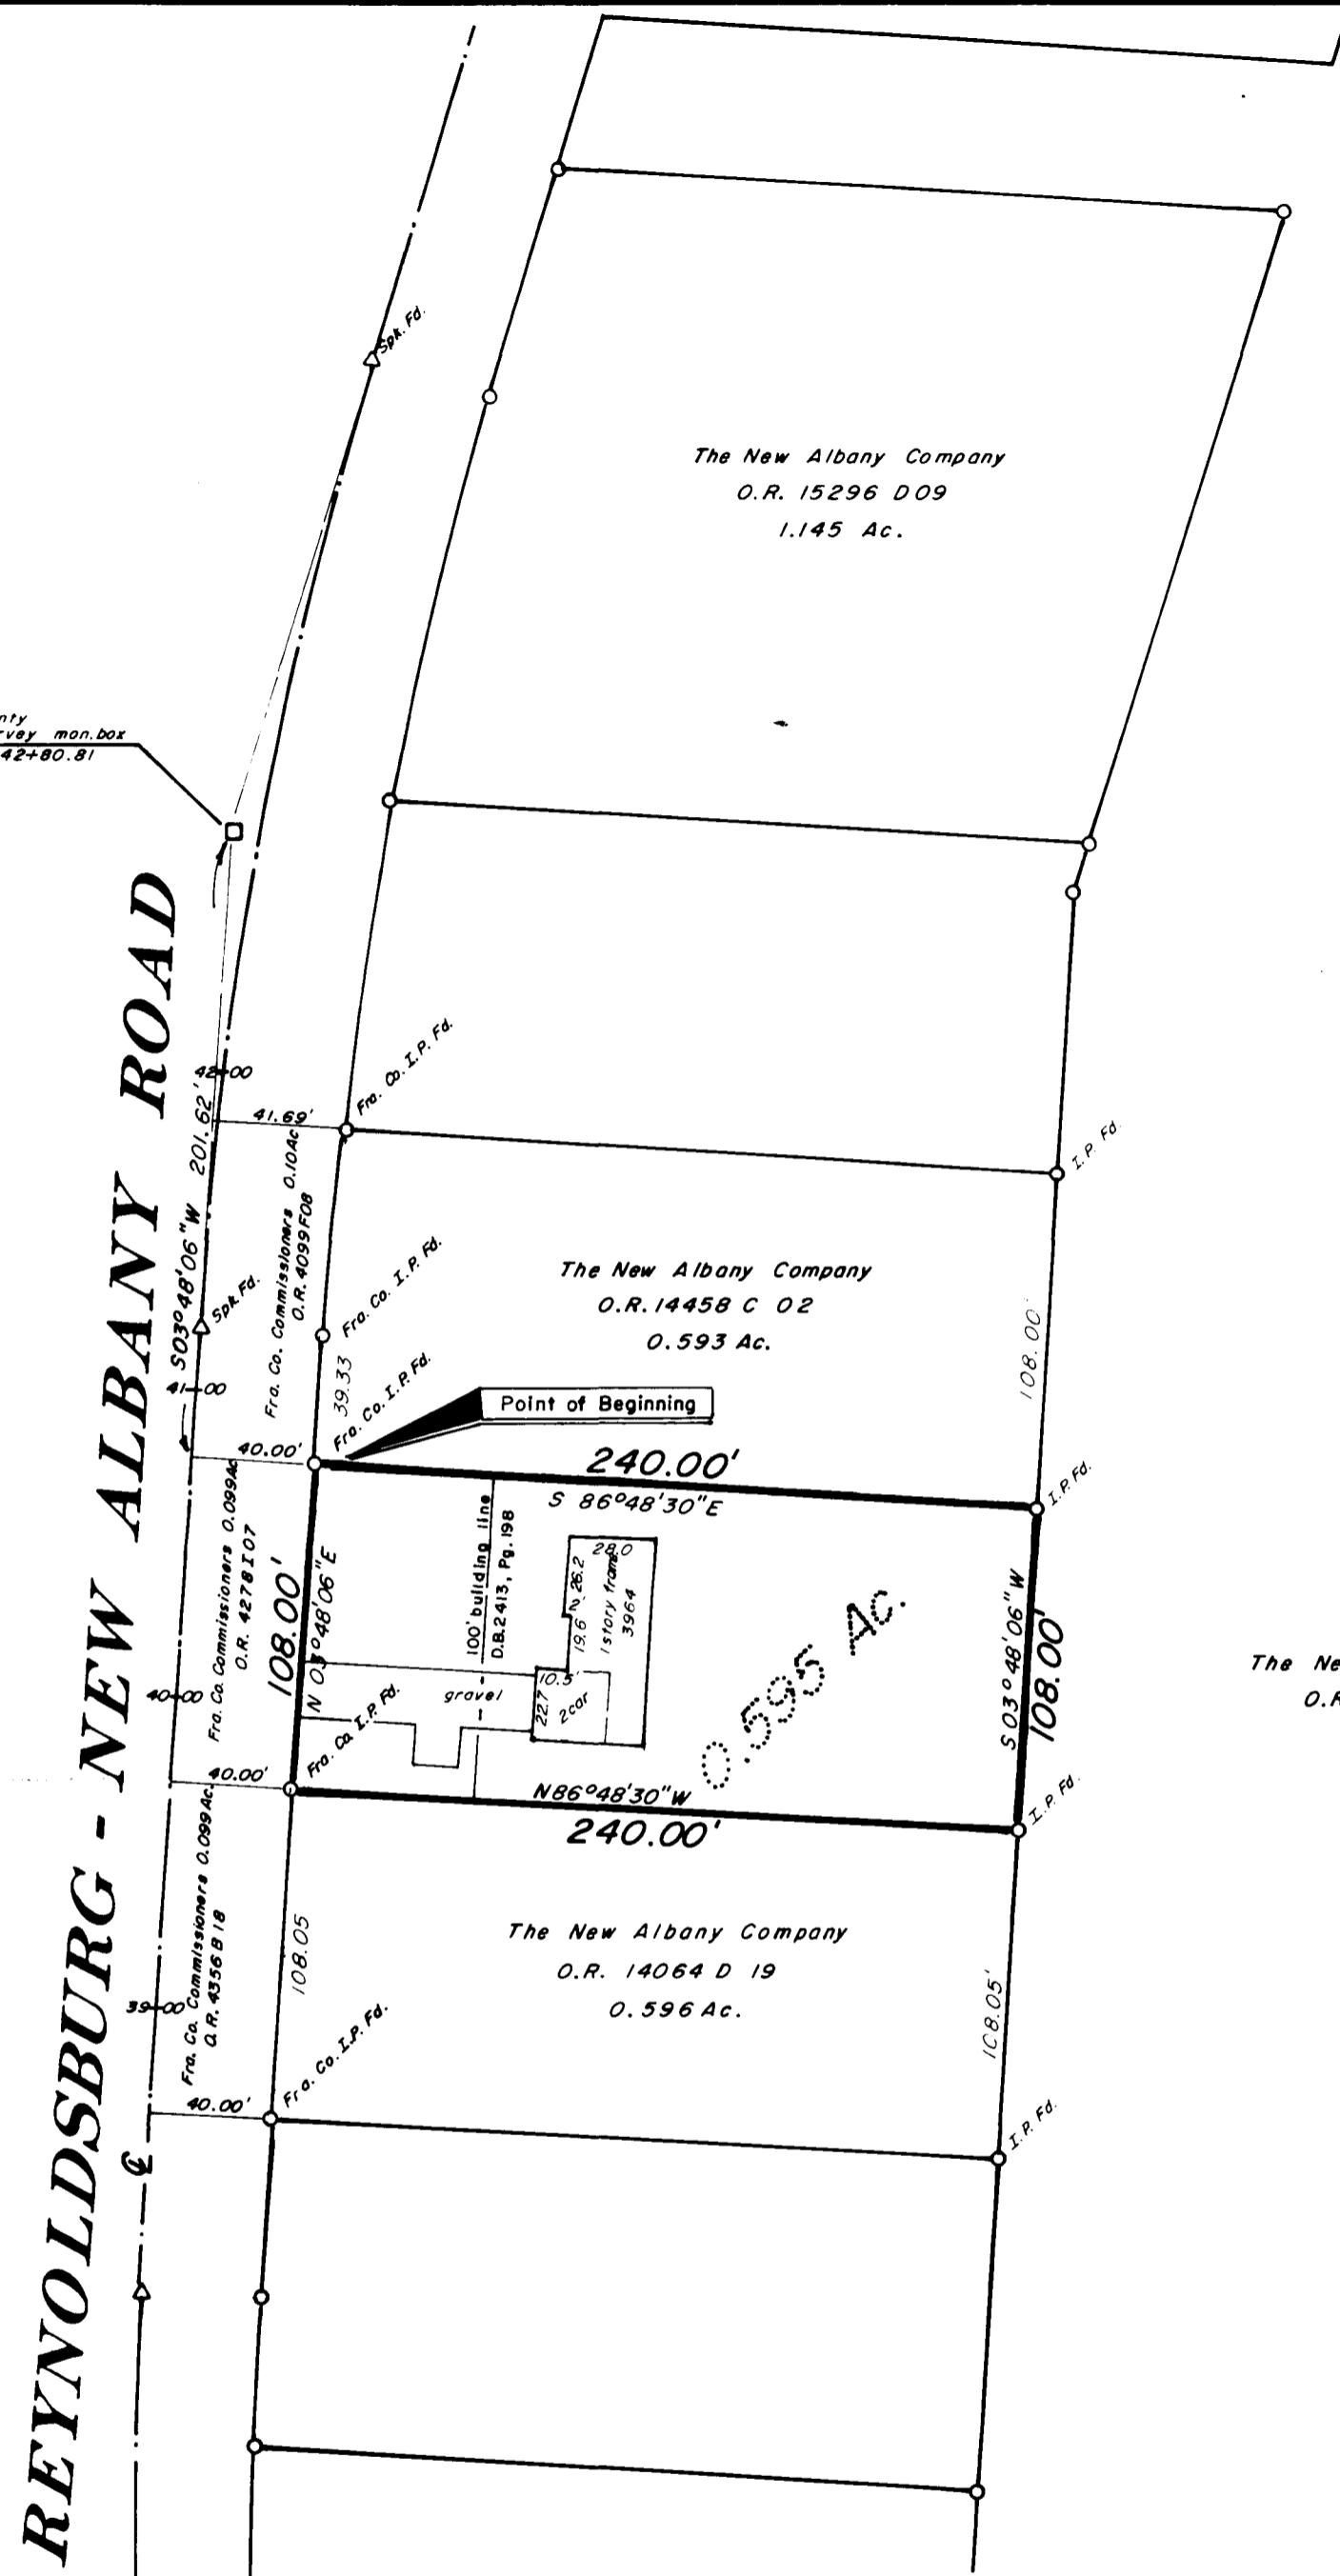 Spk. Fd.
The New Albany Company
O.R. 15296 D09
1.145 Ac.
nty
rvey mon. box
42+80.81
REYNOLDSBURG - NEW ALBANY ROAD
42+00
41.69'
Fra. Co. I.P. Fd.
I.P. Fd.
S03°48'06"W 201.62'
Fra. Co. Commissioners 0.10Ac
O.R. 4099F08
Fra. Co. I.P. Fd.
Spk. Fd.
The New Albany Company
O.R. 14458 C 02
0.593 Ac.
108.00'
41+00
39.33
Fra. Co. I.P. Fd.
Point of Beginning
40.00'
240.00'
S 86°48'30"E
I.P. Fd.
Fra. Co. Commissioners 0.099Ac
O.R. 4278I07
108.00'
N 03°48'06"E
100' building line
D.B. 2413, Pg. 198
28.0
26.2
19.6
1 story frame
3964
10.5
22.7
2 car
gravel
0.595 Ac.
S 03°48'06"W
108.00'
The Ne
O.R
40+00
Fra. Co. I.P. Fd.
40.00'
N86°48'30"W
240.00'
I.P. Fd.
Fra. Co. Commissioners 0.099Ac.
O.R. 4356B18
108.05
The New Albany Company
O.R. 14064 D 19
0.596 Ac.
108.05'
39+00
Fra. Co. I.P. Fd.
40.00'
I.P. Fd.
℄